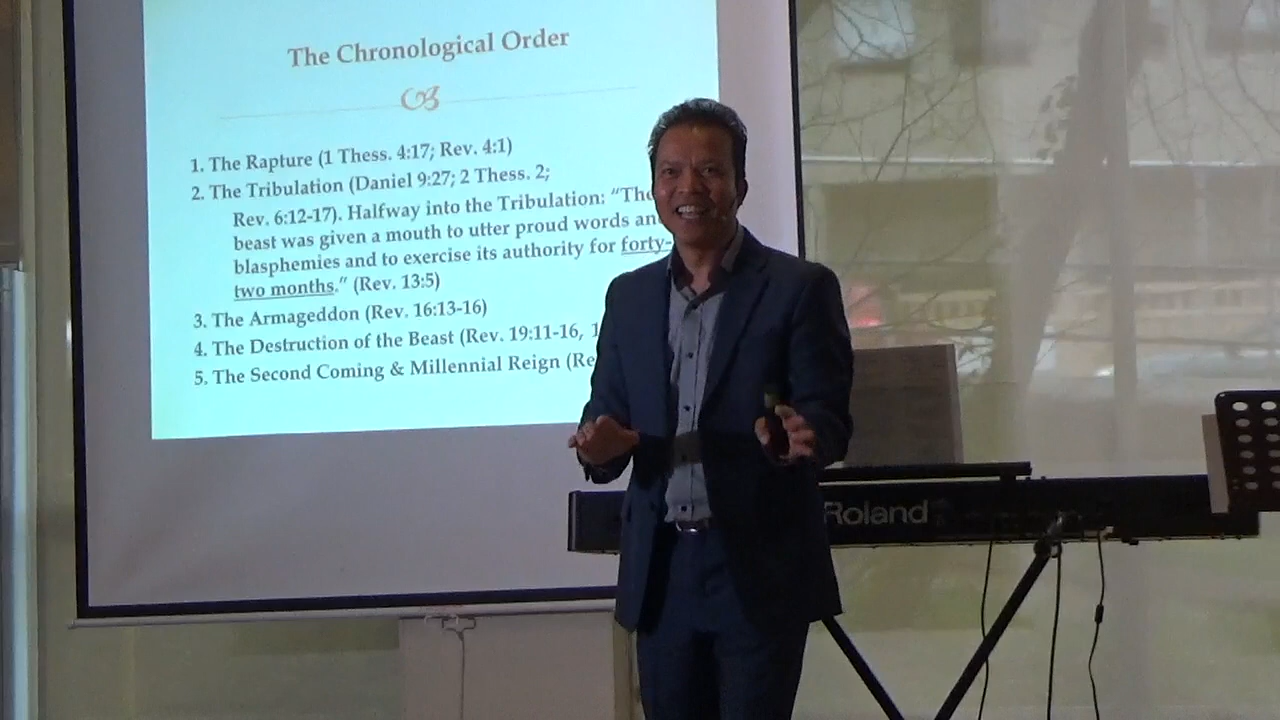 The Chronological Order
1. The Rapture (1 Thess. 4:17; Rev. 4:1)
2. The Tribulation (Daniel 9:27; 2 Thess. 2;
Rev. 6:12-17). Halfway into the Tribulation: “The
beast was given a mouth to utter proud words an
blasphemies and to exercise its authority for forty-
two months.” (Rev. 13:5)
3. The Armageddon (Rev. 16:13-16)
4. The Destruction of the Beast (Rev. 19:11-16, 1
5. The Second Coming & Millennial Reign (Re
Roland